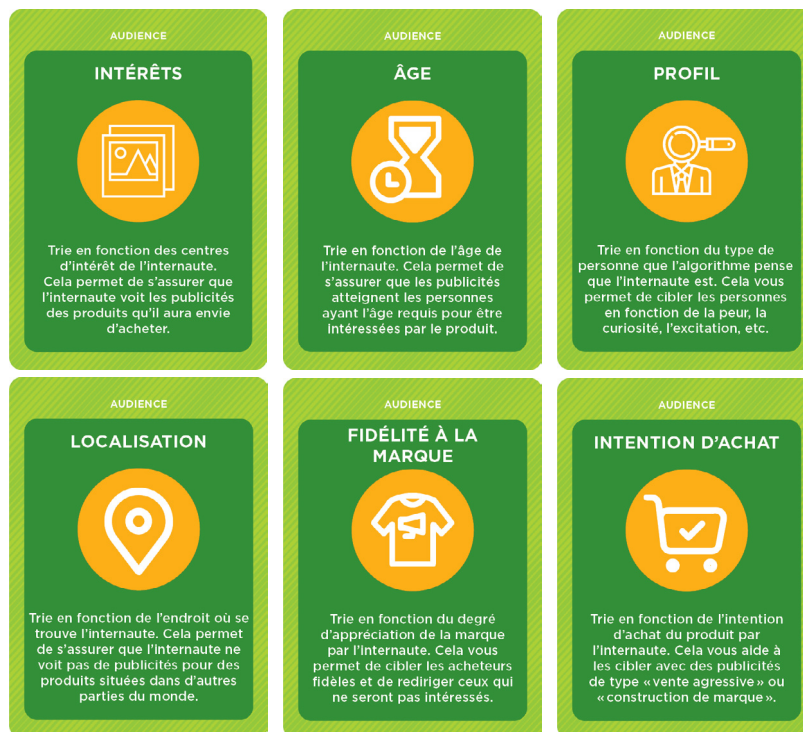 AUDIENCE
INTÉRÊTS
Trie en fonction des centres
d'intérêt de l'internaute.
Cela permet de s'assurer que
l'internaute voit les publicités
des produits qu'il aura envie
d'acheter.
AUDIENCE
ÂGE
Trie en fonction de l'âge de
l'internaute. Cela permet de
s'assurer que les publicités
atteignent les personnes
ayant l'âge requis pour être
intéressées par le produit.
AUDIENCE
PROFIL
Trie en fonction du type de
personne que l'algorithme pense
que l'internaute est. Cela vous
permet de cibler les personnes
en fonction de la peur, la
curiosité, l'excitation, etc.
AUDIENCE
LOCALISATION
Trie en fonction de l'endroit où se
trouve l'internaute. Cela permet
de s'assurer que l'internaute ne
voit pas de publicités pour des
produits situées dans d'autres
parties du monde.
AUDIENCE
FIDÉLITÉ À LA
MARQUE
Trie en fonction du degré
d'appréciation de la marque
par l'internaute. Cela vous
permet de cibler les acheteurs
fidèles et de rediriger ceux qui
ne seront pas intéressés.
AUDIENCE
INTENTION D'ACHAT
Trie en fonction de l'intention
d'achat du produit par
l'internaute. Cela vous aide à
les cibler avec des publicités
de type « vente agressive » ou
« construction de marque ».